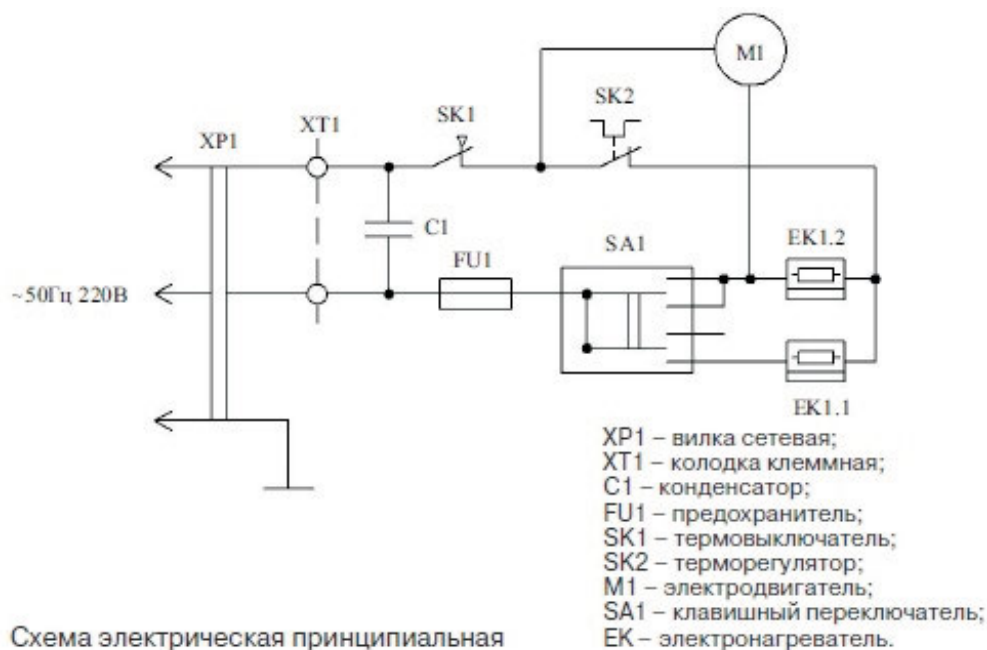 M1
SK1
SK2
XT1
XP1
C1
FU1
SA1
EK1.2
~50Гц 220В
EK1.1
XP1 – вилка сетевая;
XT1 – колодка клеммная;
C1 – конденсатор;
FU1 – предохранитель;
SK1 – термовыключатель;
SK2 – терморегулятор;
M1 – электродвигатель;
SA1 – клавишный переключатель;
EK – электронагреватель.
Схема электрическая принципиальная